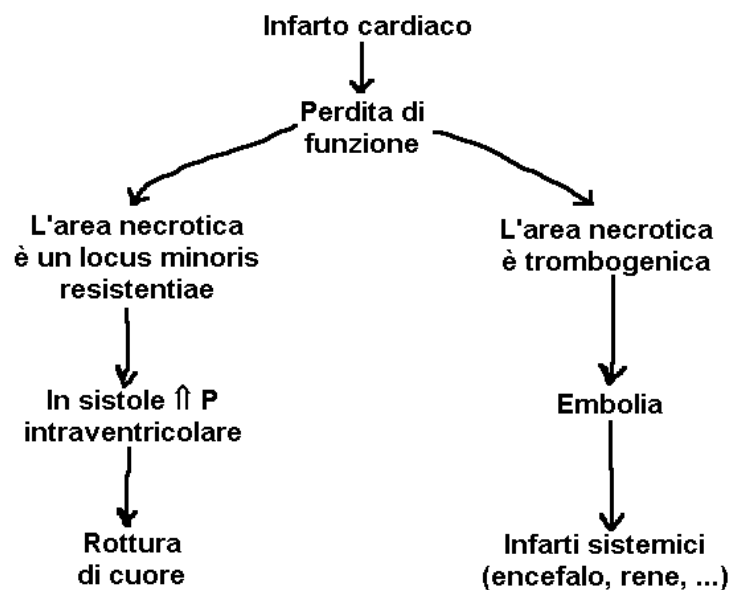 Infarto cardiaco
Perdita di
funzione
L'area necrotica
è un locus minoris
resistentiae
In sistole ⇑ P
intraventricolare
Rottura
di cuore
L'area necrotica
è trombogenica
Embolia
Infarti sistemici
(encefalo, rene, ...)